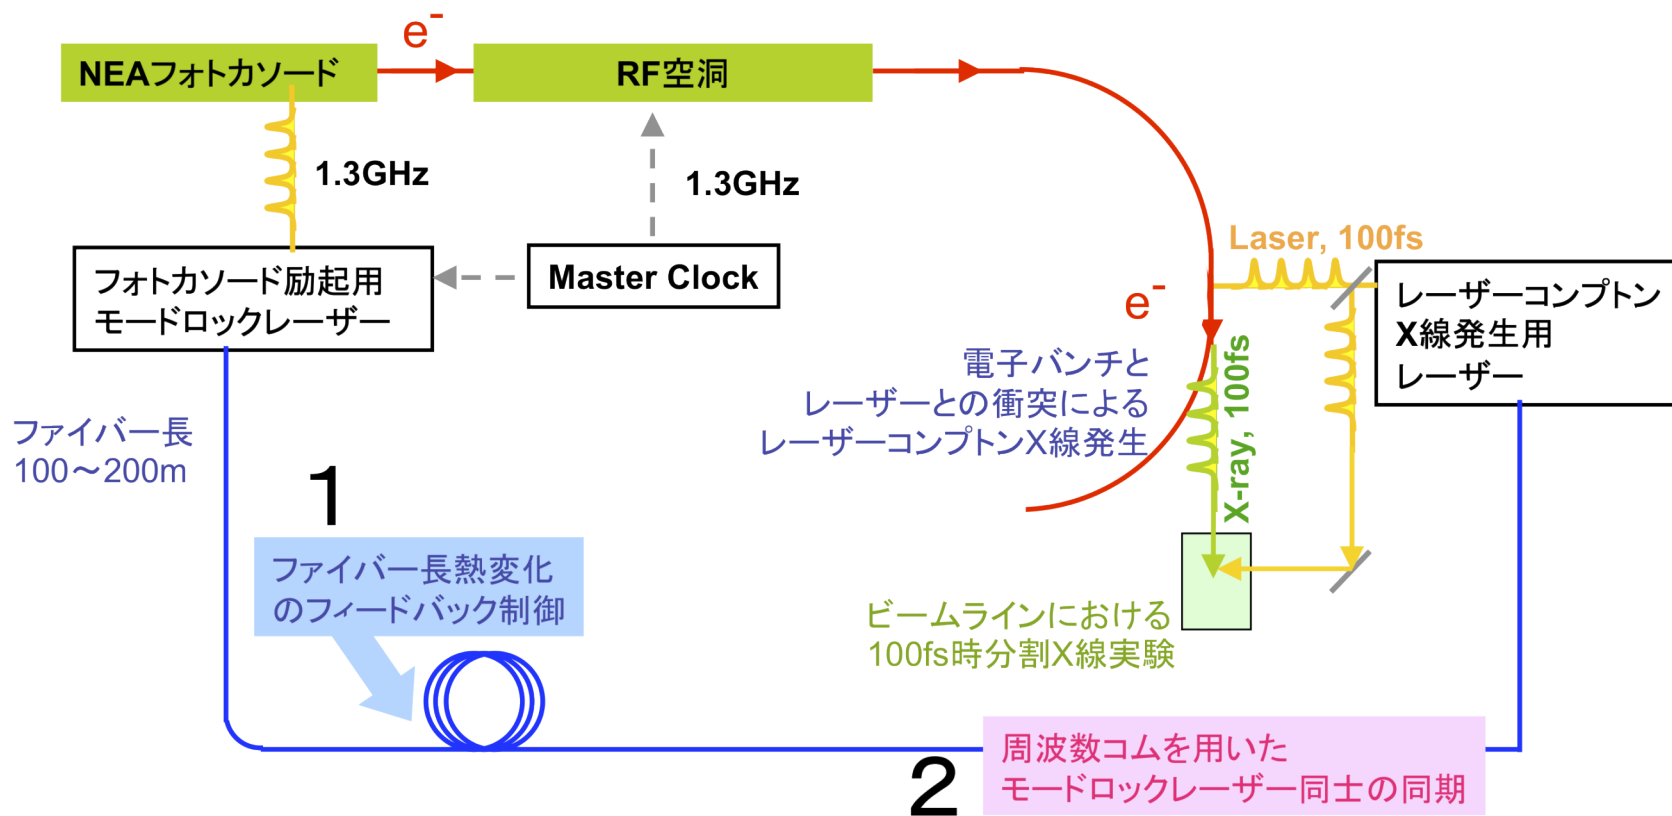 e-
NEAフォトカソード
RF空洞
1.3GHz
1.3GHz
フォトカソード励起用
モードロックレーザー
Master Clock
Laser, 100fs
e-
レーザーコンプトン
X線発生用
レーザー
電子バンチと
レーザーとの衝突による
レーザーコンプトンX線発生
X-ray, 100fs
ファイバー長
100～200m
1
ファイバー長熱変化
のフィードバック制御
ビームラインにおける
100fs時分割X線実験
2
周波数コムを用いた
モードロックレーザー同士の同期